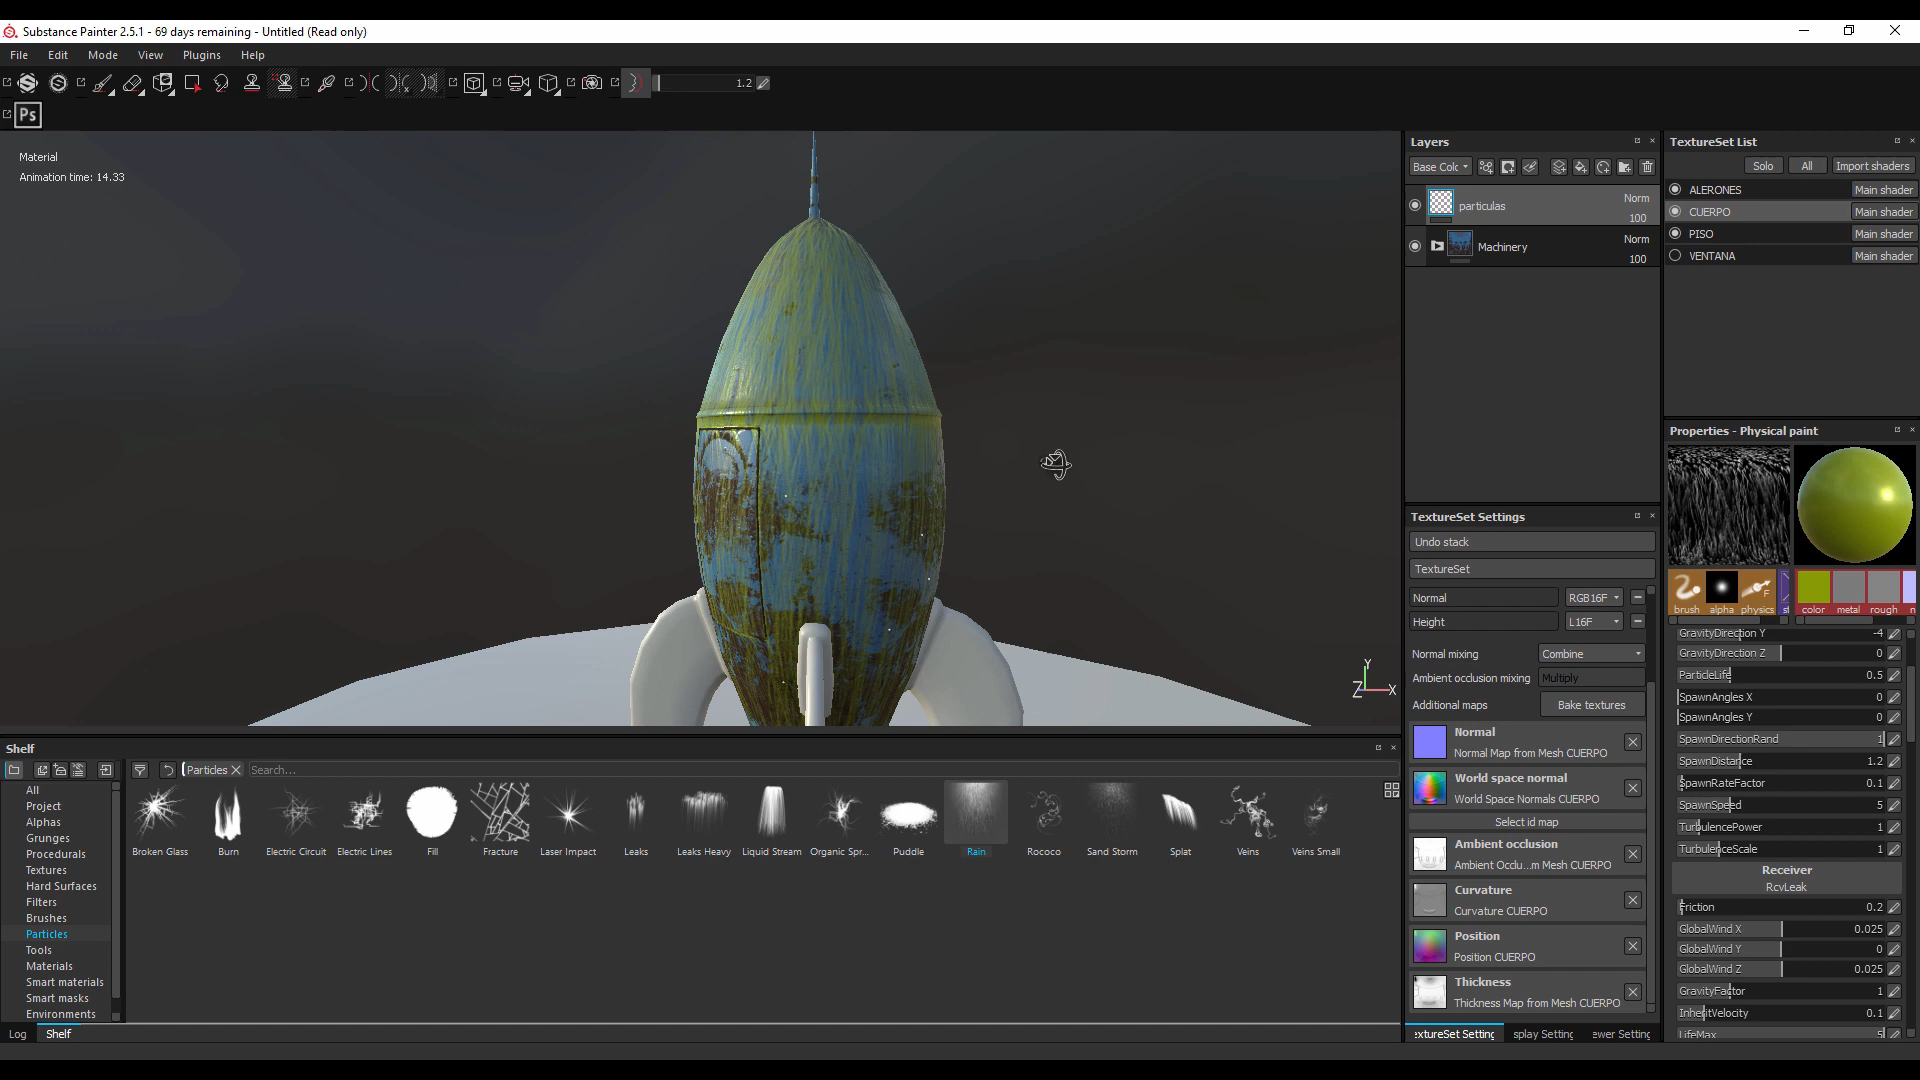 Substance Painter 2.5.1 - 69 days remaining - Untitled (Read only)
File Edit Mode View Plugins Help
1.2
Ps
Material
Animation time: 14.33
Y
Z X
Layers
Base Colc
particulas Norm 100
Machinery Norm 100
TextureSet List
Solo All Import shaders
ALERONES Main shader
CUERPO Main shader
PISO Main shader
VENTANA Main shader
TextureSet Settings
Undo stack
TextureSet
Normal RGB16F
Height L16F
Normal mixing Combine
Ambient occlusion mixing Multiply
Additional maps Bake textures
Normal
Normal Map from Mesh CUERPO
World space normal
World Space Normals CUERPO
Select id map
Ambient occlusion
Ambient Occlu...m Mesh CUERPO
Curvature
Curvature CUERPO
Position
Position CUERPO
Thickness
Thickness Map from Mesh CUERPO
extureSet Setting splay Setting ewer Setting
Properties - Physical paint
brush alpha physics st color metal rough n
GravityDirection Y -4
GravityDirection Z 0
ParticleLife 0.5
SpawnAngles X 0
SpawnAngles Y 0
SpawnDirectionRand 1
SpawnDistance 1.2
SpawnRateFactor 0.1
SpawnSpeed 5
TurbulencePower 1
TurbulenceScale 1
Receiver
RcvLeak
Friction 0.2
GlobalWind X 0.025
GlobalWind Y 0
GlobalWind Z 0.025
GravityFactor 1
InheritVelocity 0.1
LifeMax 5
Shelf
Particles Search...
All
Project
Alphas
Grunges
Procedurals
Textures
Hard Surfaces
Filters
Brushes
Particles
Tools
Materials
Smart materials
Smart masks
Environments
Broken Glass Burn Electric Circuit Electric Lines Fill Fracture Laser Impact Leaks Leaks Heavy Liquid Stream Organic Spr... Puddle Rain Rococo Sand Storm Splat Veins Veins Small
Log Shelf